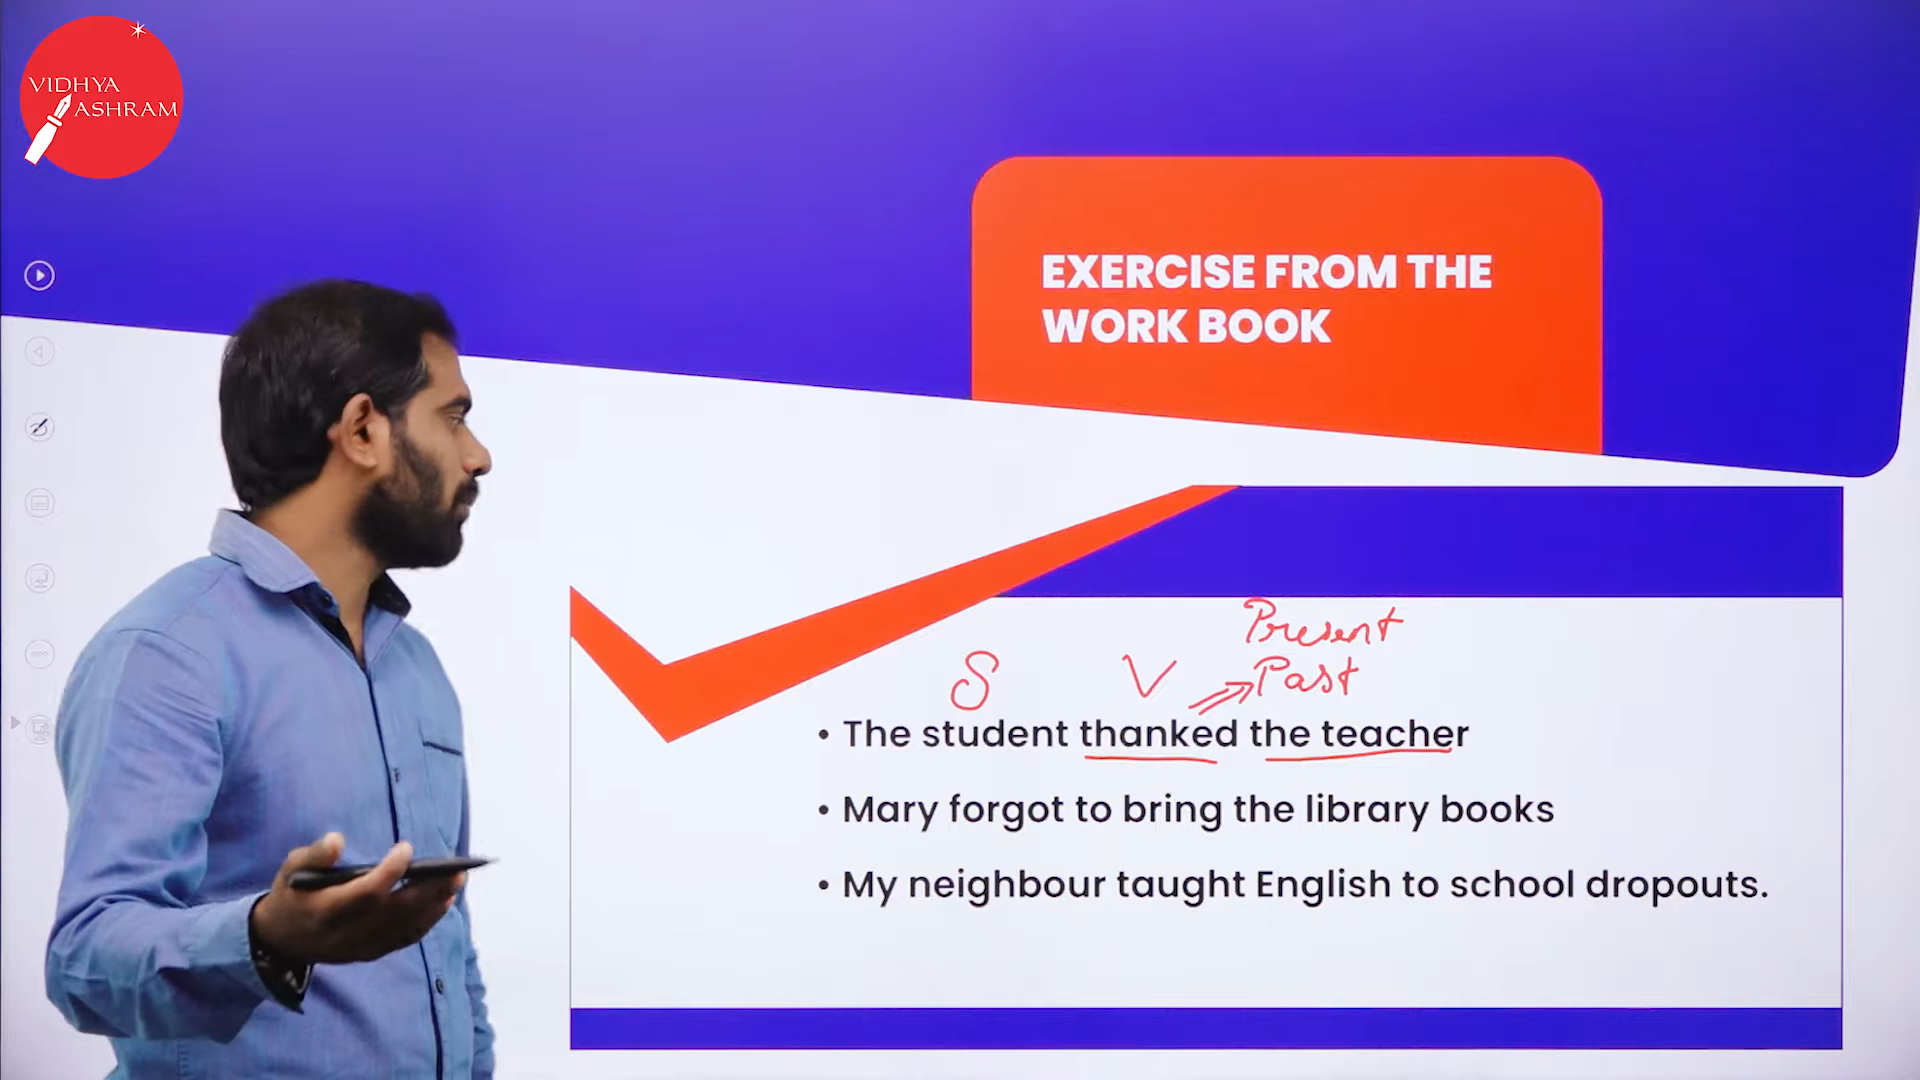 VIDHYA
ASHRAM
EXERCISE FROM THE
WORK BOOK
Present
S V Past
• The student thanked the teacher
• Mary forgot to bring the library books
• My neighbour taught English to school dropouts.